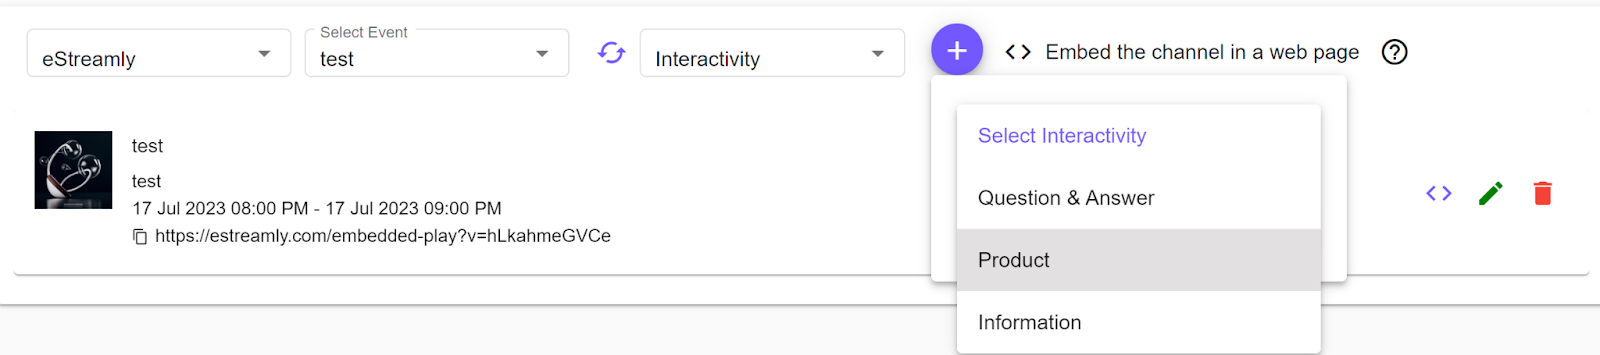 eStreamly
Select Event
test
Interactivity
+
<> Embed the channel in a web page ?
Select Interactivity
Question & Answer
Product
Information
test
test
17 Jul 2023 08:00 PM - 17 Jul 2023 09:00 PM
https://estreamly.com/embedded-play?v=hLkahmeGVCe
<>